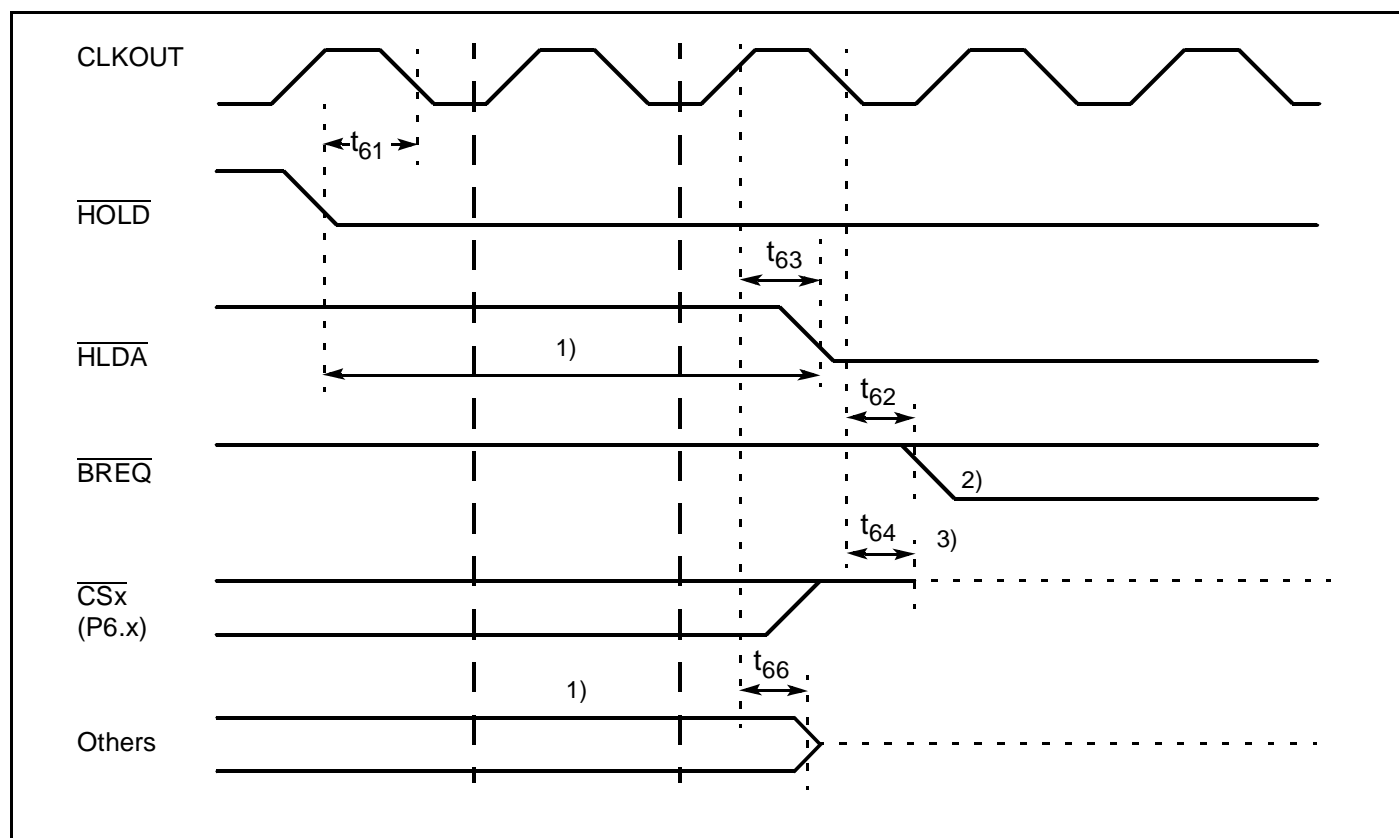 CLKOUT
t61
HOLD
t63
HLDA
1)
t62
BREQ
2)
t64
3)
CSx
(P6.x)
t66
1)
Others